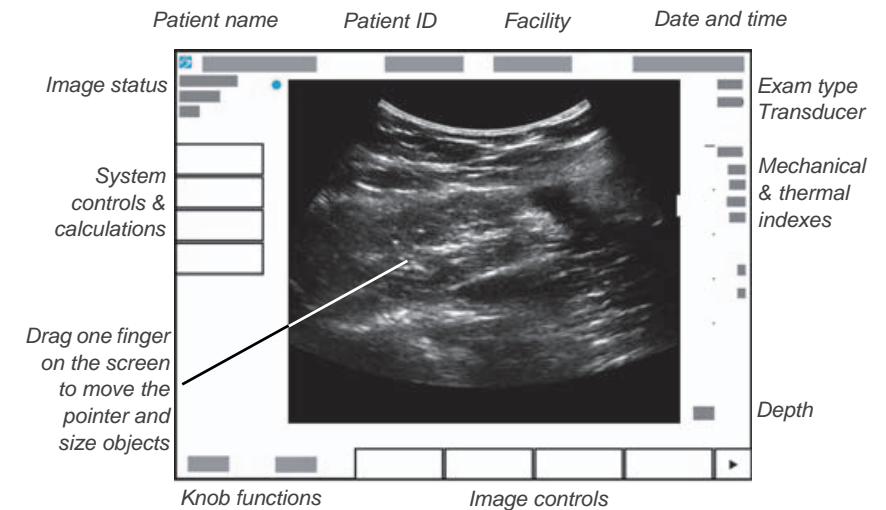 Patient name
Patient ID
Facility
Date and time
Image status
Exam type
Transducer
System
controls &
calculations
Mechanical
& thermal
indexes
Drag one finger
on the screen
to move the
pointer and
size objects
Depth
Knob functions
Image controls